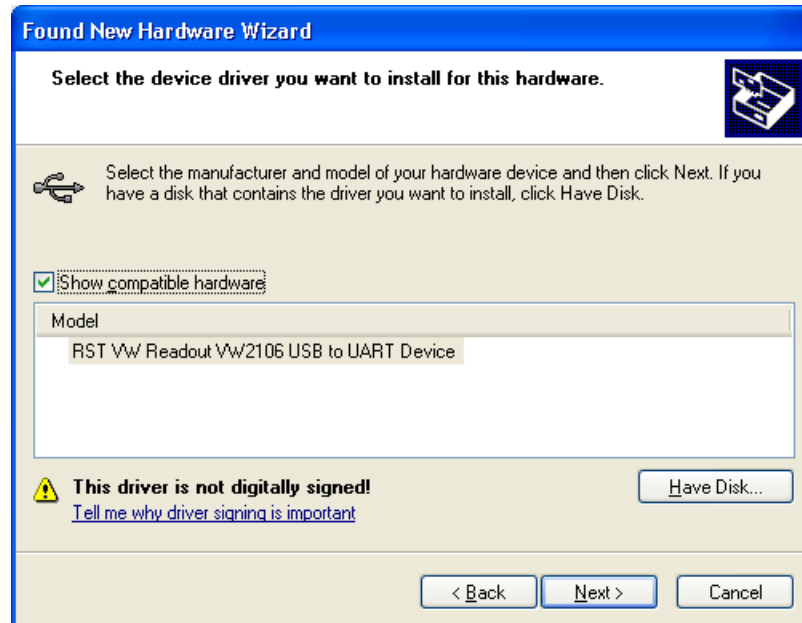 Found New Hardware Wizard
Select the device driver you want to install for this hardware.
Select the manufacturer and model of your hardware device and then click Next. If you
have a disk that contains the driver you want to install, click Have Disk.
Show compatible hardware
Model
RST VW Readout VW2106 USB to UART Device
This driver is not digitally signed!
Have Disk...
Tell me why driver signing is important
< Back
Next >
Cancel